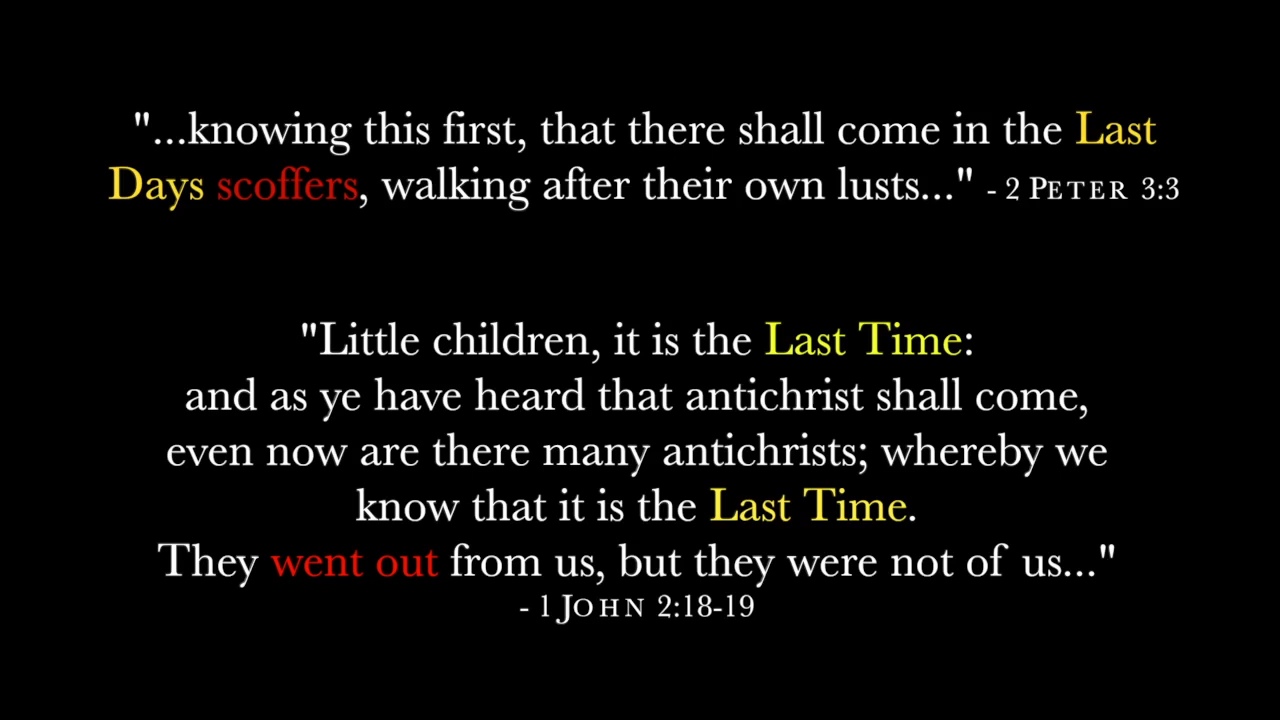 "...knowing this first, that there shall come in the Last
Days scoffers, walking after their own lusts..." - 2 PETER 3:3
"Little children, it is the Last Time:
and as ye have heard that antichrist shall come,
even now are there many antichrists; whereby we
know that it is the Last Time.
They went out from us, but they were not of us..."
- 1 JOHN 2:18-19